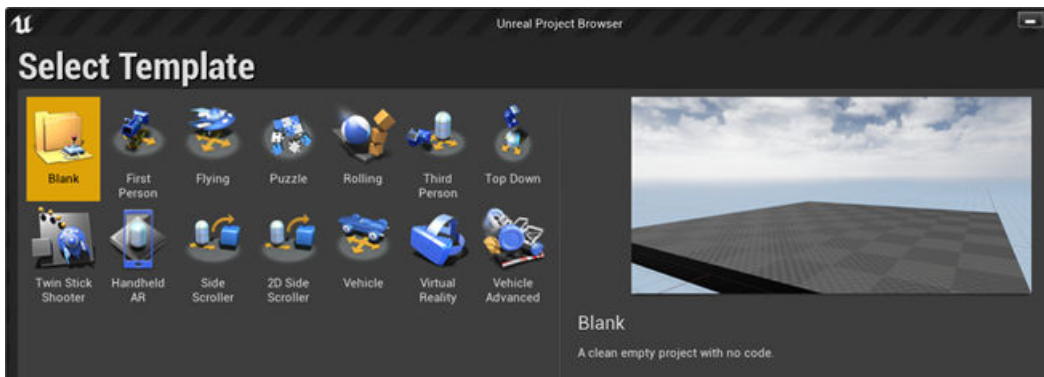 Unreal Project Browser
Select Template
Blank
First
Person
Flying
Puzzle
Rolling
Third
Person
Top Down
Twin Stick
Shooter
Handheld
AR
Side
Scroller
2D Side
Scroller
Vehicle
Virtual
Reality
Vehicle
Advanced
Blank
A clean empty project with no code.